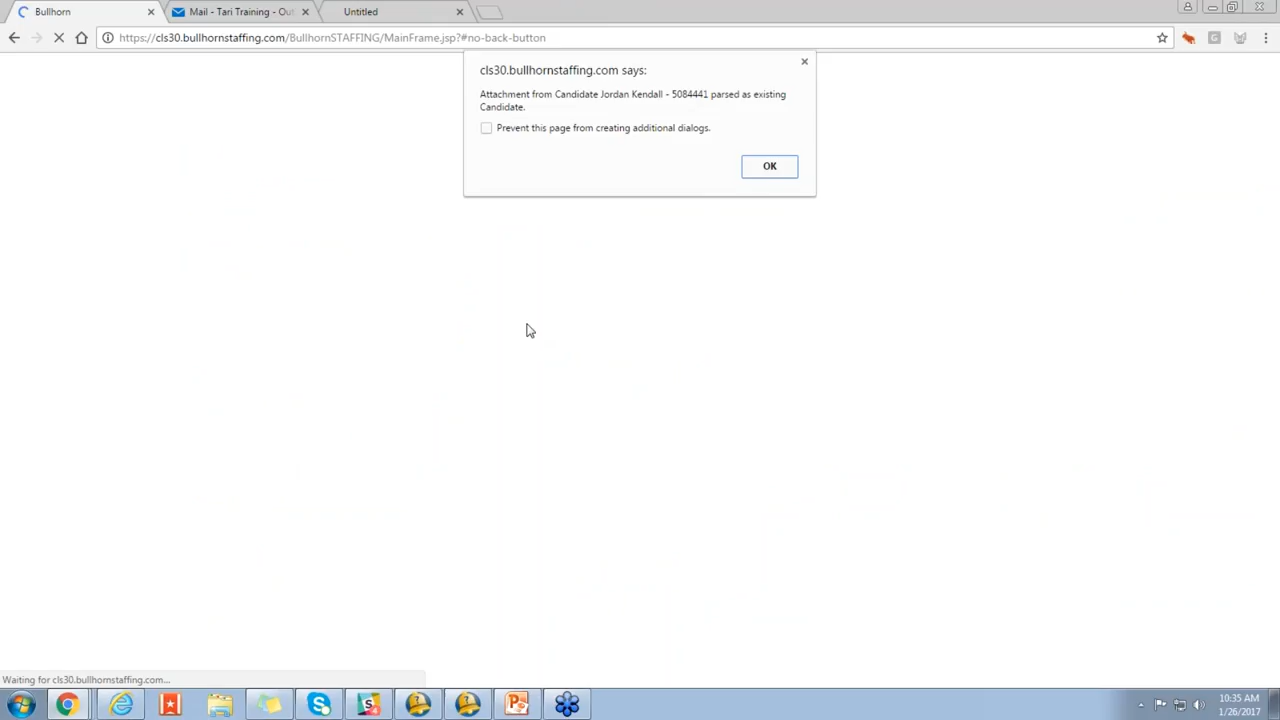 Bullhorn
Mail - Tari Training - Out
Untitled
https://cls30.bullhornstaffing.com/BullhornSTAFFING/MainFrame.jsp?#no-back-button
cls30.bullhornstaffing.com says:
Attachment from Candidate Jordan Kendall - 5084441 parsed as existing
Candidate.
Prevent this page from creating additional dialogs.
OK
Waiting for cls30.bullhornstaffing.com...
10:35 AM
1/26/2017